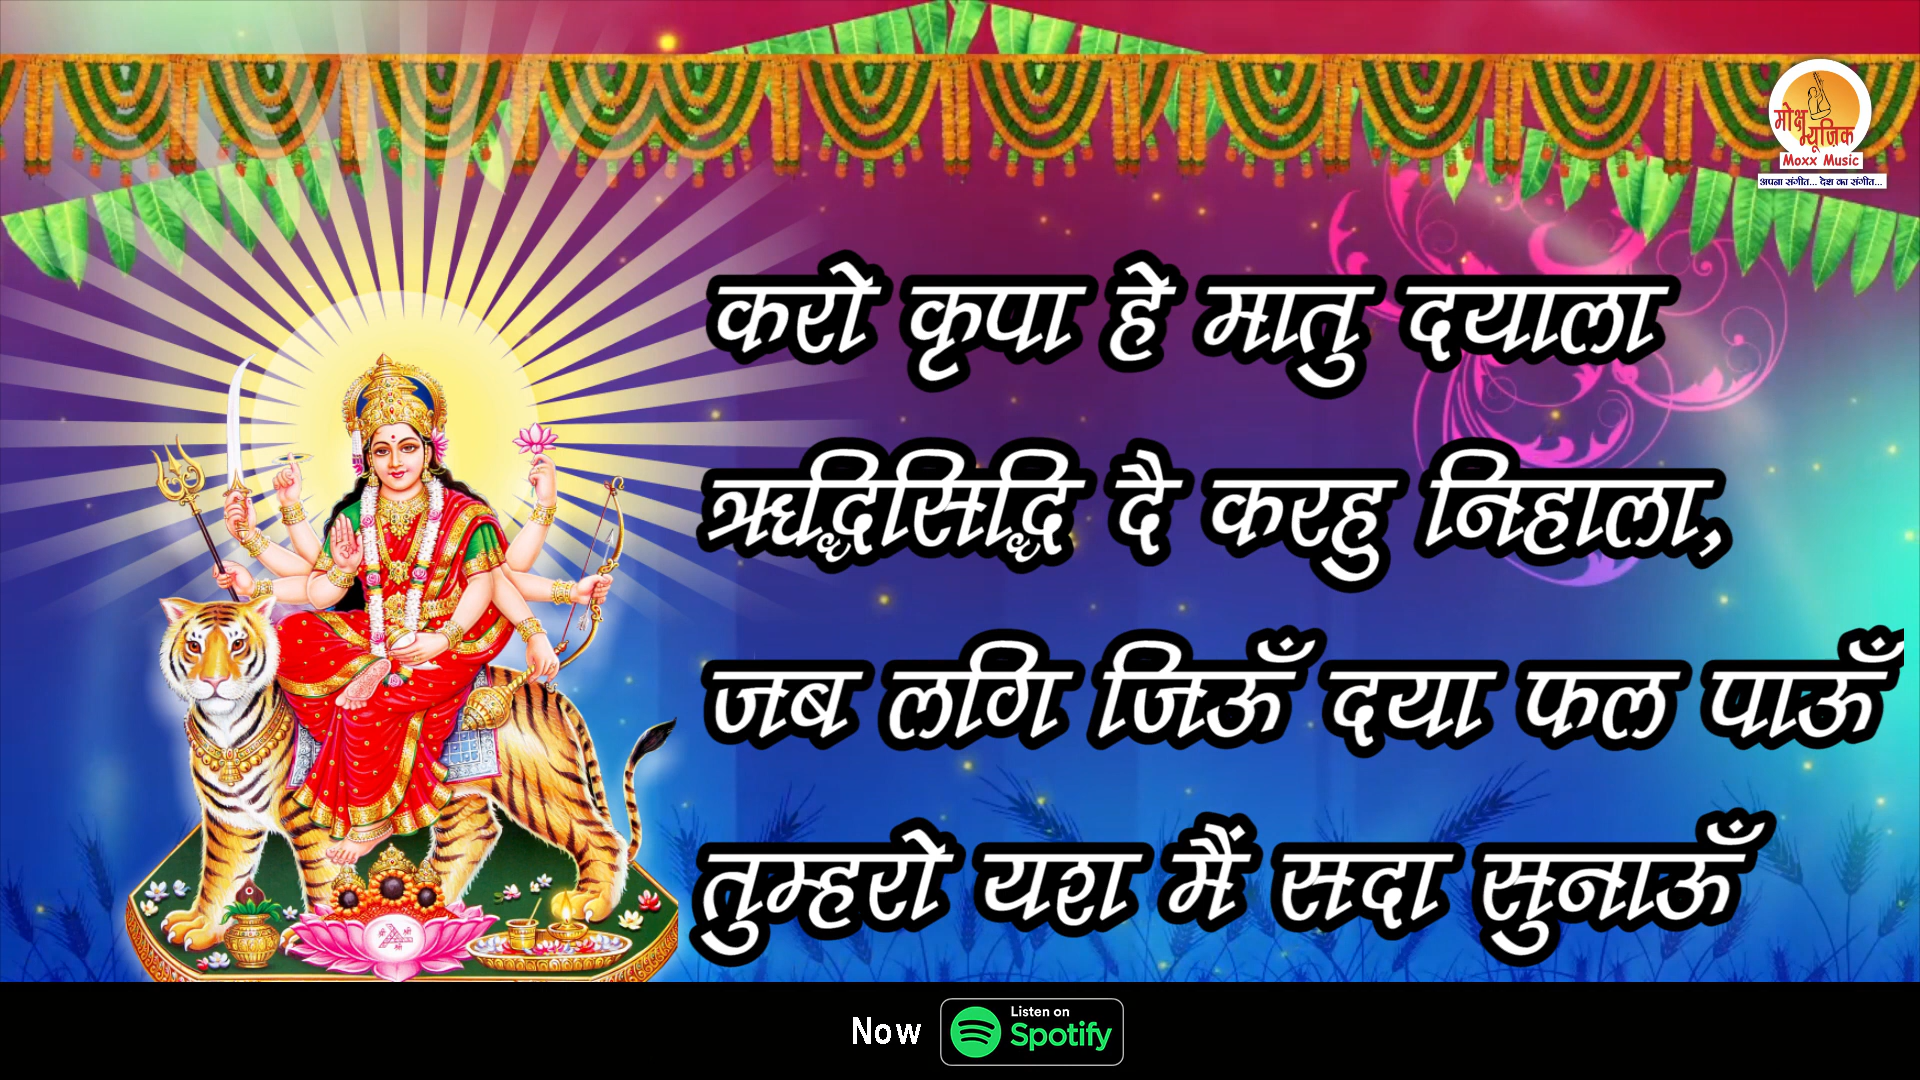 मोक्ष
म्यूजिक
Moxx Music
अपना संगीत... देश का संगीत...
करो कृपा हे मातु दयाला
ऋद्धिसिद्धि दै करहु निहाला,
जब लगि जिऊँ दया फल पाऊँ
तुम्हरो यश मैं सदा सुनाऊँ
Now
Listen on
Spotify